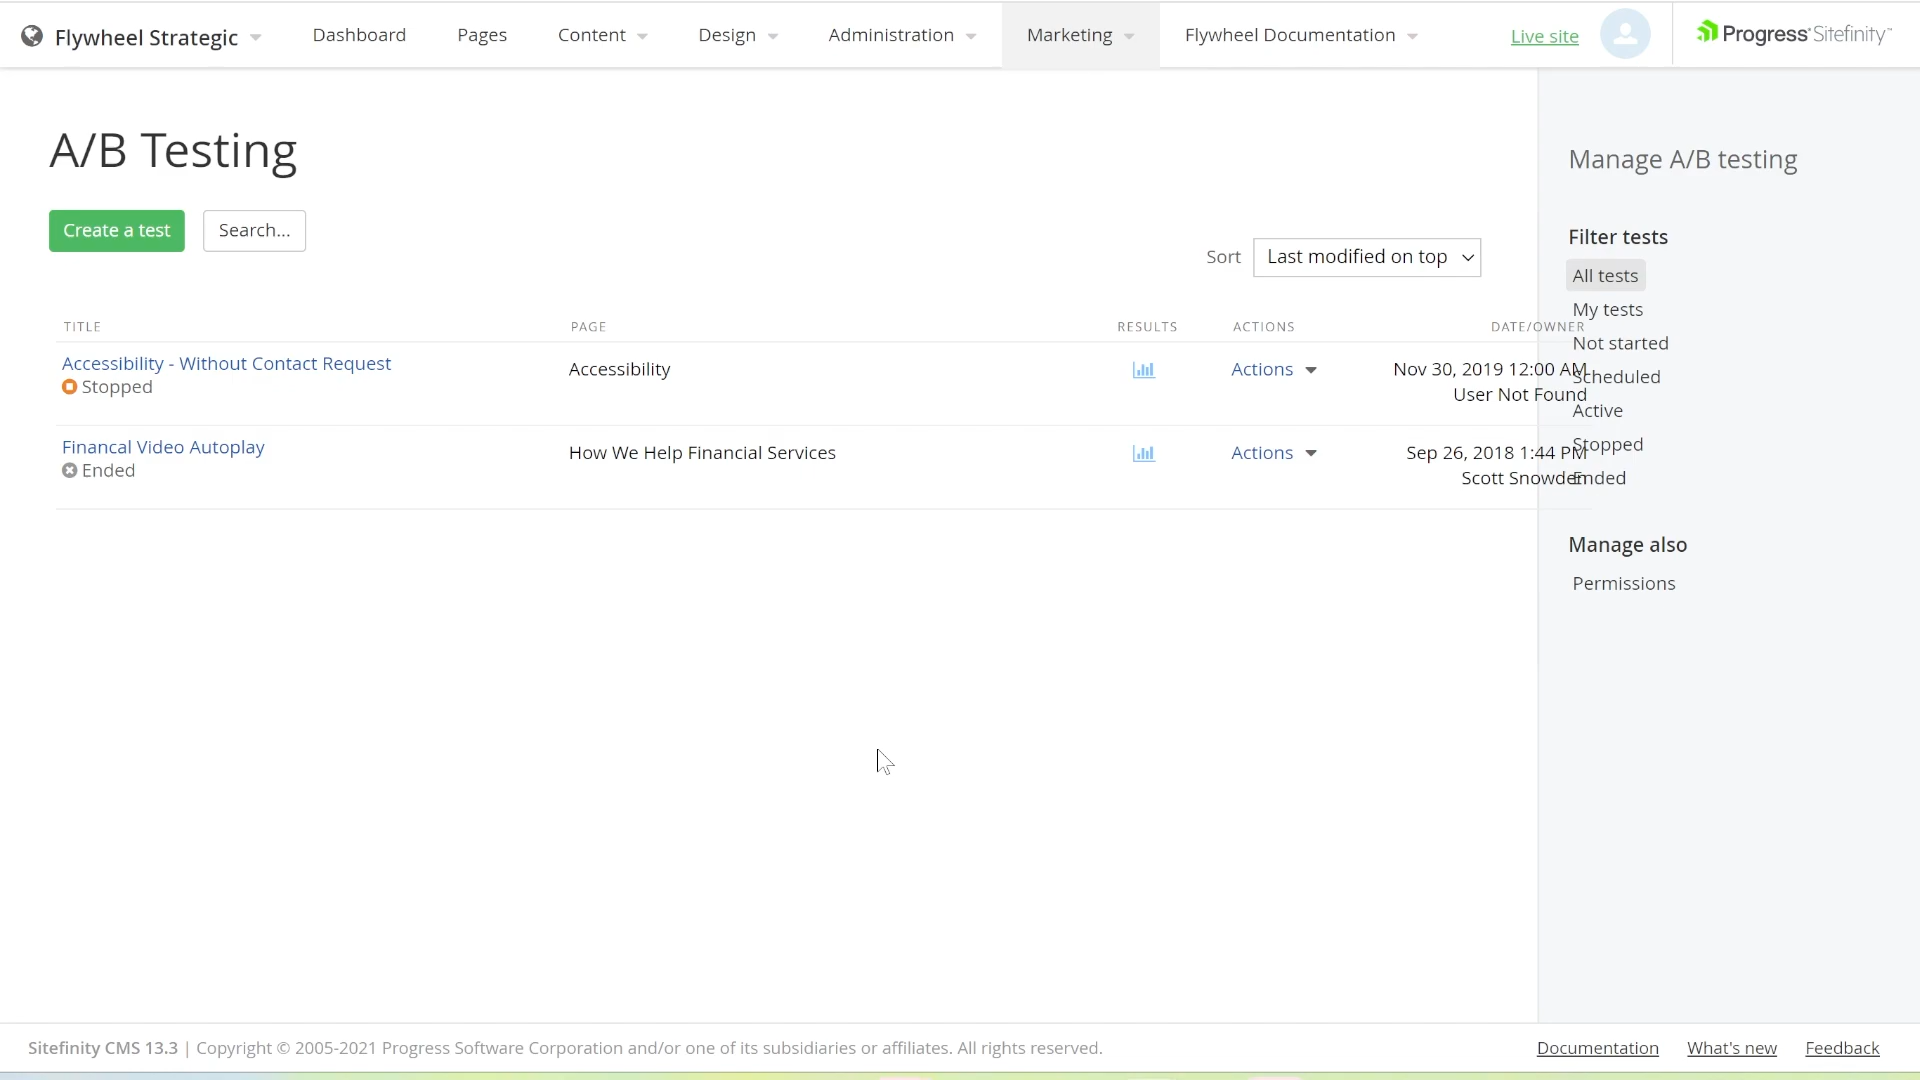 Flywheel Strategic
Dashboard
Pages
Content
Design
Administration
Marketing
Flywheel Documentation
Live site
Progress Sitefinity™
A/B Testing
Create a test
Search...
Sort
Last modified on top
TITLE
PAGE
RESULTS
ACTIONS
DATE/OWNER
Accessibility - Without Contact Request
Stopped
Accessibility
Actions
Nov 30, 2019 12:00 AM
User Not Found
Financal Video Autoplay
Ended
How We Help Financial Services
Actions
Sep 26, 2018 1:44 PM
Scott Snowden
Manage A/B testing
Filter tests
All tests
My tests
Not started
Scheduled
Active
Stopped
Ended
Manage also
Permissions
Sitefinity CMS 13.3 | Copyright © 2005-2021 Progress Software Corporation and/or one of its subsidiaries or affiliates. All rights reserved.
Documentation
What's new
Feedback